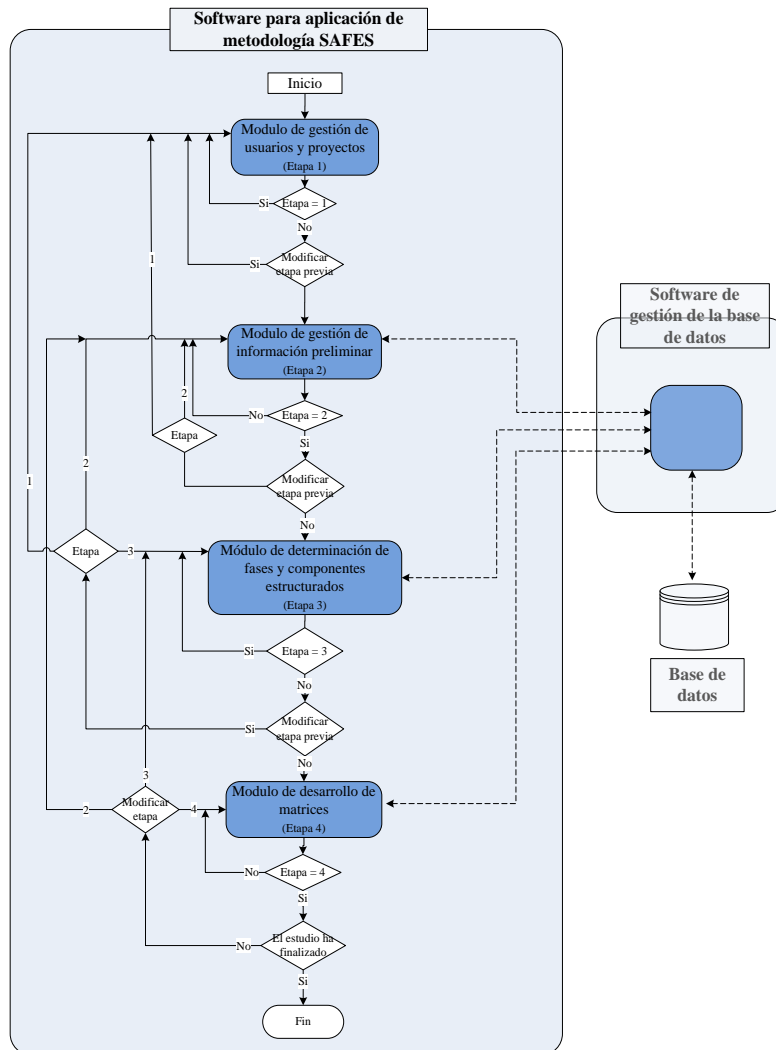 Software para aplicación de
metodología SAFES
Inicio
Modulo de gestión de
usuarios y proyectos
(Etapa 1)
Si
Etapa = 1
No
Si
Modificar
etapa previa
1
Modulo de gestión de
información preliminar
(Etapa 2)
2
No
Etapa = 2
Etapa
Si
2
1
Modificar
etapa previa
No
Etapa
3
Módulo de determinación de
fases y componentes
estructurados
(Etapa 3)
Si
Etapa = 3
No
Si
Modificar
etapa previa
No
3
2
Modificar
etapa
4
Modulo de desarrollo de
matrices
(Etapa 4)
No
Etapa = 4
Si
No
El estudio ha
finalizado
Si
Fin
Software de
gestión de la base
de datos
Base de
datos